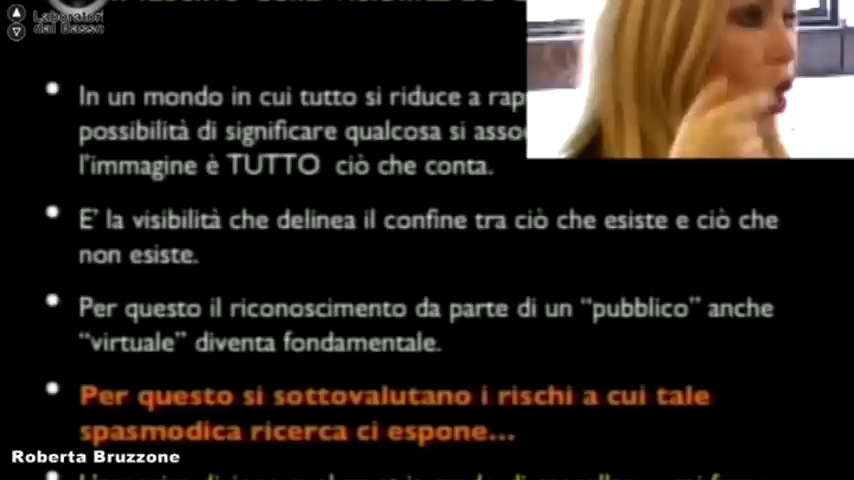 Laboratori
dal Basso
In un mondo in cui tutto si riduce a
possibilità di significare qualcosa si
l'immagine è TUTTO ciò che conta.
E' la visibilità che delinea il confine tra ciò che esiste e ciò che
non esiste.
Per questo il riconoscimento da parte di un “pubblico” anche
“virtuale” diventa fondamentale.
Per questo si sottovalutano i rischi a cui tale
spasmodica ricerca ci espone...
Roberta Bruzzone